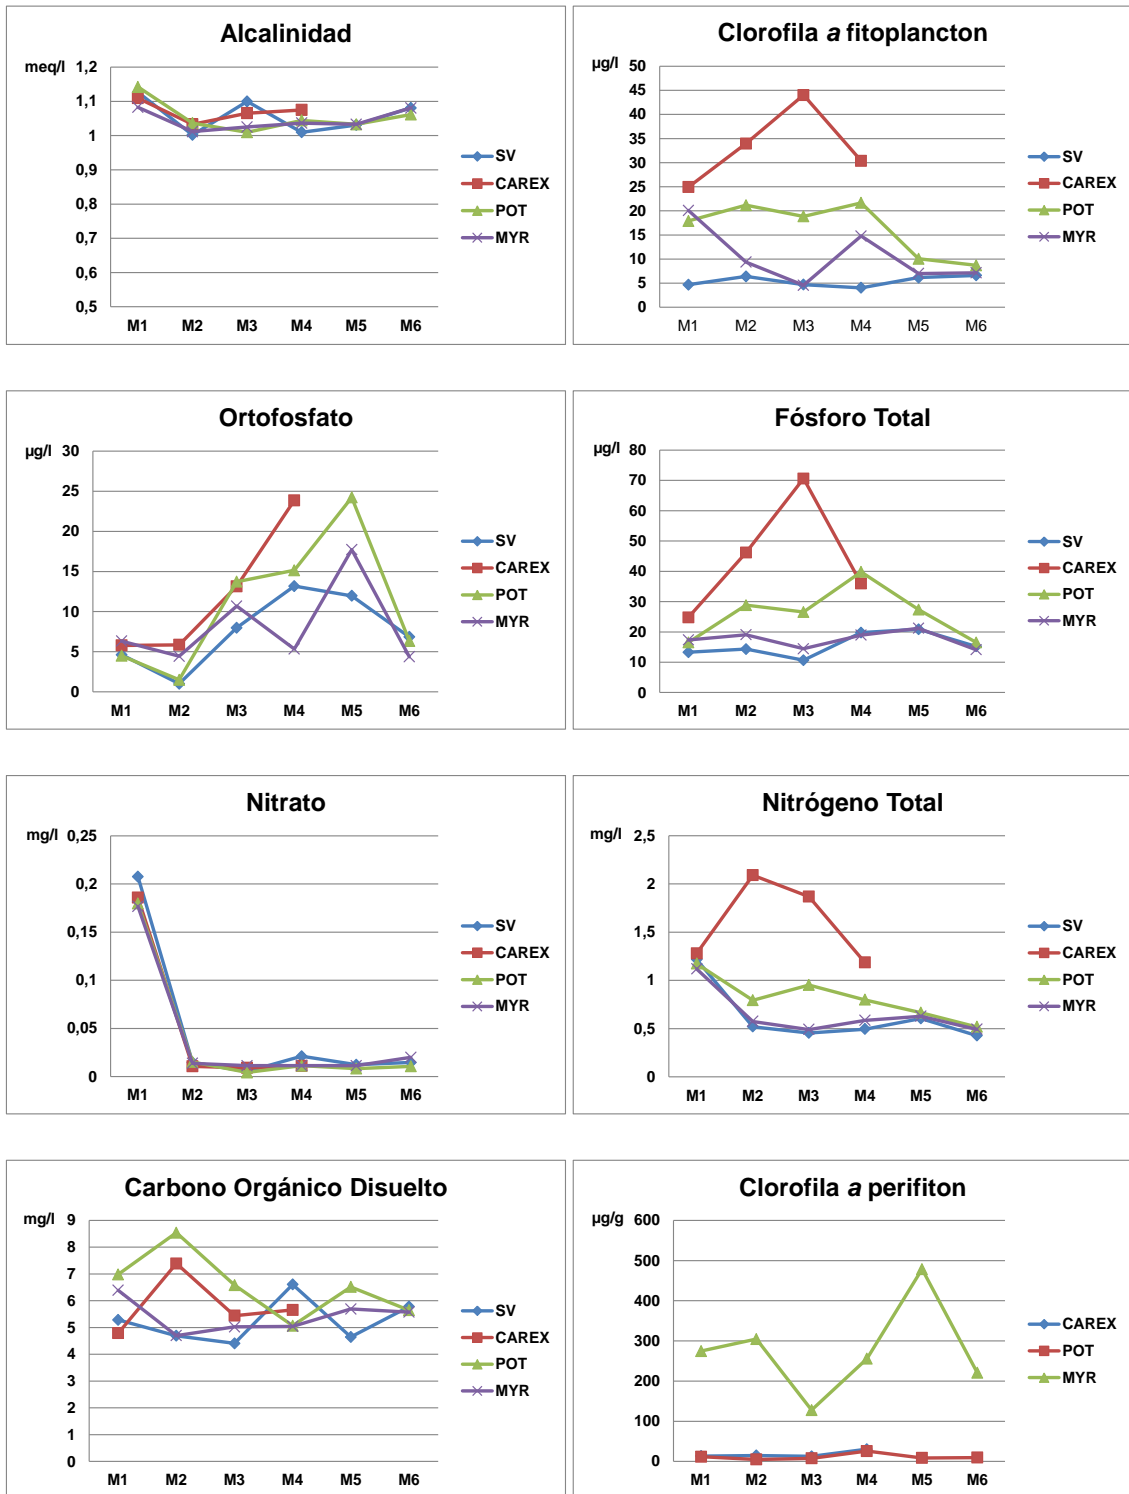 Alcalinidad
meq/l
1,2
1,1
1
0,9
0,8
0,7
0,6
0,5
M1 M2 M3 M4 M5 M6
SV
CAREX
POT
MYR
Clorofila a fitoplancton
µg/l
50
45
40
35
30
25
20
15
10
5
0
M1 M2 M3 M4 M5 M6
SV
CAREX
POT
MYR
Ortofosfato
µg/l
30
25
20
15
10
5
0
M1 M2 M3 M4 M5 M6
SV
CAREX
POT
MYR
Fósforo Total
µg/l
80
70
60
50
40
30
20
10
0
M1 M2 M3 M4 M5 M6
SV
CAREX
POT
MYR
Nitrato
mg/l
0,25
0,2
0,15
0,1
0,05
0
M1 M2 M3 M4 M5 M6
SV
CAREX
POT
MYR
Nitrógeno Total
mg/l
2,5
2
1,5
1
0,5
0
M1 M2 M3 M4 M5 M6
SV
CAREX
POT
MYR
Carbono Orgánico Disuelto
mg/l
9
8
7
6
5
4
3
2
1
0
M1 M2 M3 M4 M5 M6
SV
CAREX
POT
MYR
Clorofila a perifiton
µg/g
600
500
400
300
200
100
0
M1 M2 M3 M4 M5 M6
CAREX
POT
MYR